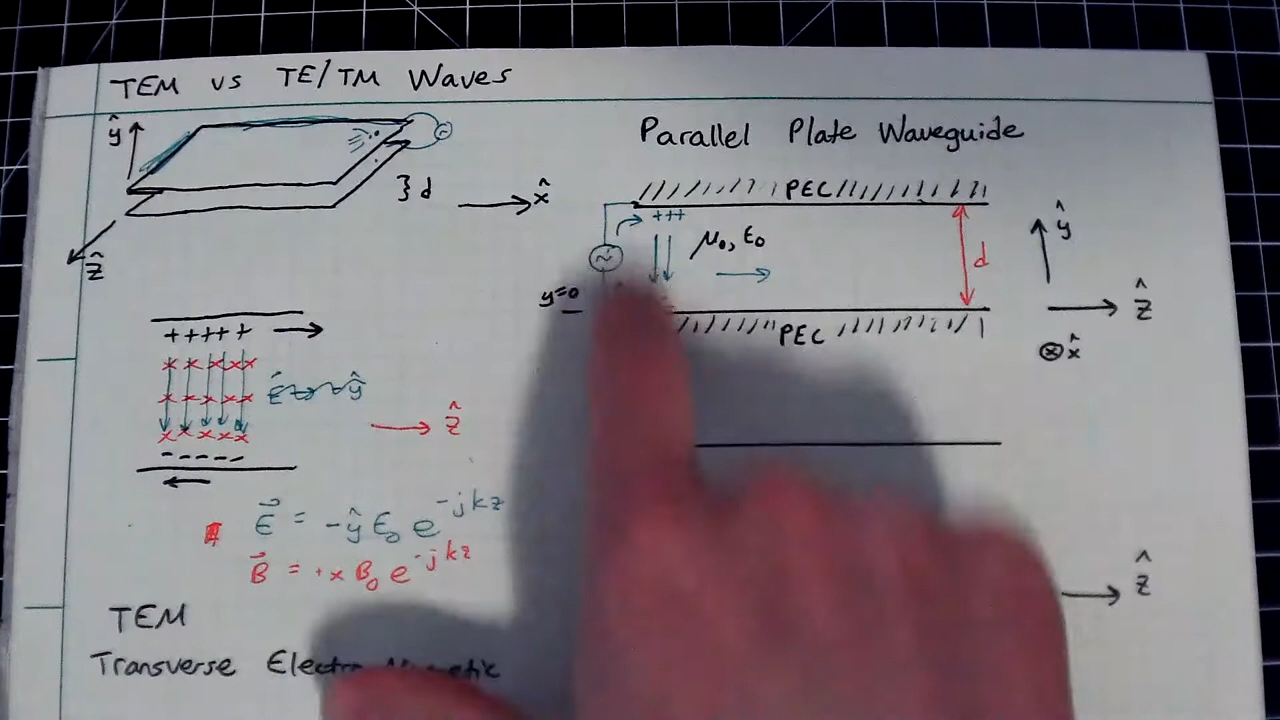 TEM vs TE/TM Waves
ŷ
} d
x̂
ẑ
+++++
-----
ẑ
E⃗ = -ŷ E₀ e^-jkz
B⃗ = +x B₀ e^-jkz
TEM
Transverse
Parallel Plate Waveguide
PEC
+++
μ₀, ε₀
d
y=0
PEC
ŷ
ẑ
x̂
ẑ